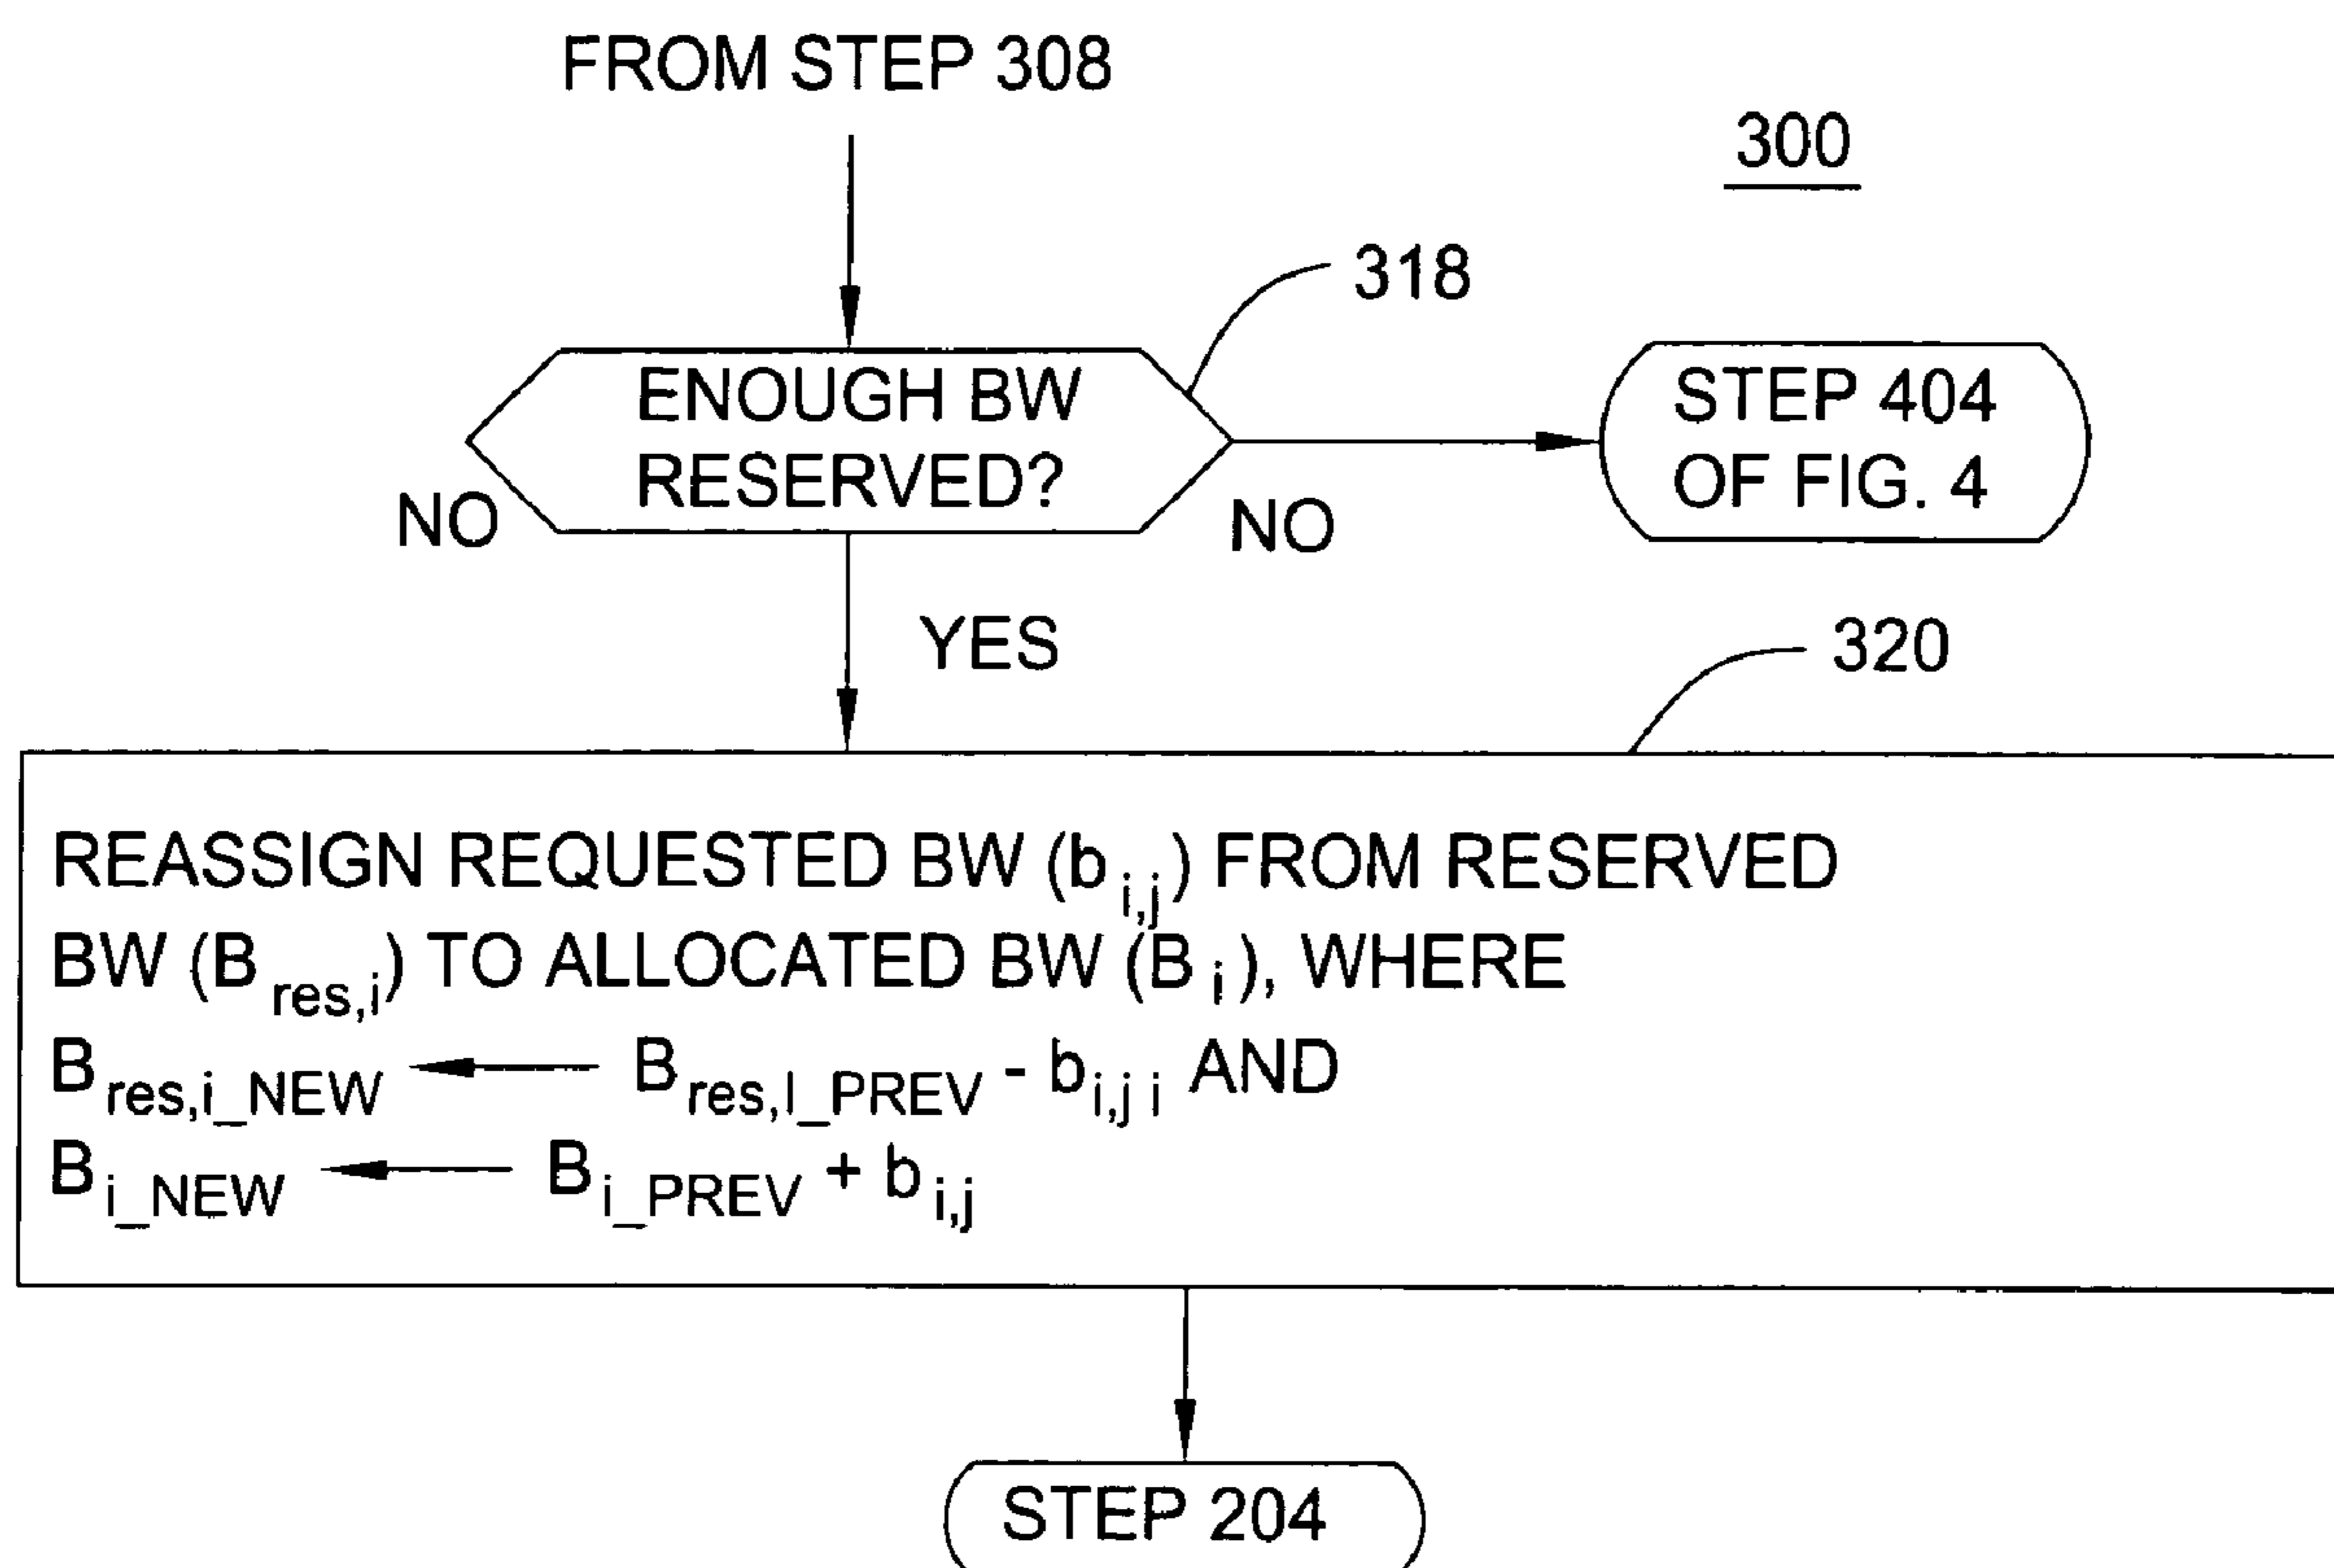 FROM STEP 308
300
318
ENOUGH BW
RESERVED?
STEP 404
OF FIG. 4
NO
NO
YES
320
REASSIGN REQUESTED BW (b i,j) FROM RESERVED
BW (B res,i) TO ALLOCATED BW (B i), WHERE
B res,i_NEW ← B res,I_PREV - b i,j i AND
B i_NEW ← B i_PREV + b i,j
STEP 204